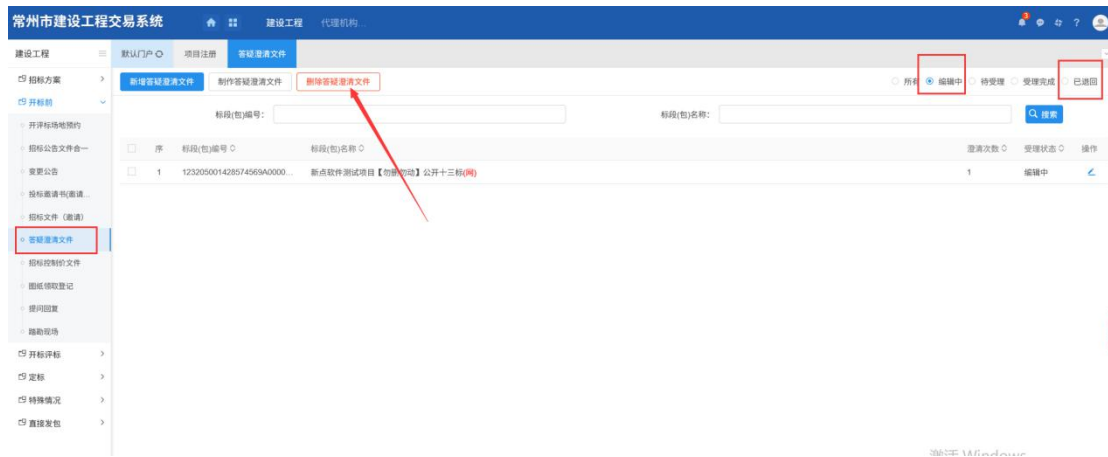 常州市建设工程交易系统 建设工程 代理机构...
3 ?
建设工程 默认门户 项目注册 答疑澄清文件
招标方案
新增答疑澄清文件 制作答疑澄清文件 删除答疑澄清文件 所有 编辑中 待受理 受理完成 已退回
开标前
标段(包)编号: 标段(包)名称: 搜索
开评标场地预约
招标公告文件合一
序 标段(包)编号 标段(包)名称 澄清次数 受理状态 操作
变更公告
1 123205001428574569A0000... 新点软件测试项目【勿删勿动】公开十三标(闽) 1 编辑中
投标邀请书(邀请...
招标文件（邀请）
答疑澄清文件
招标控制价文件
图纸领取登记
提问回复
踏勘现场
开标评标
定标
特殊情况
直接发包
激活 Windows